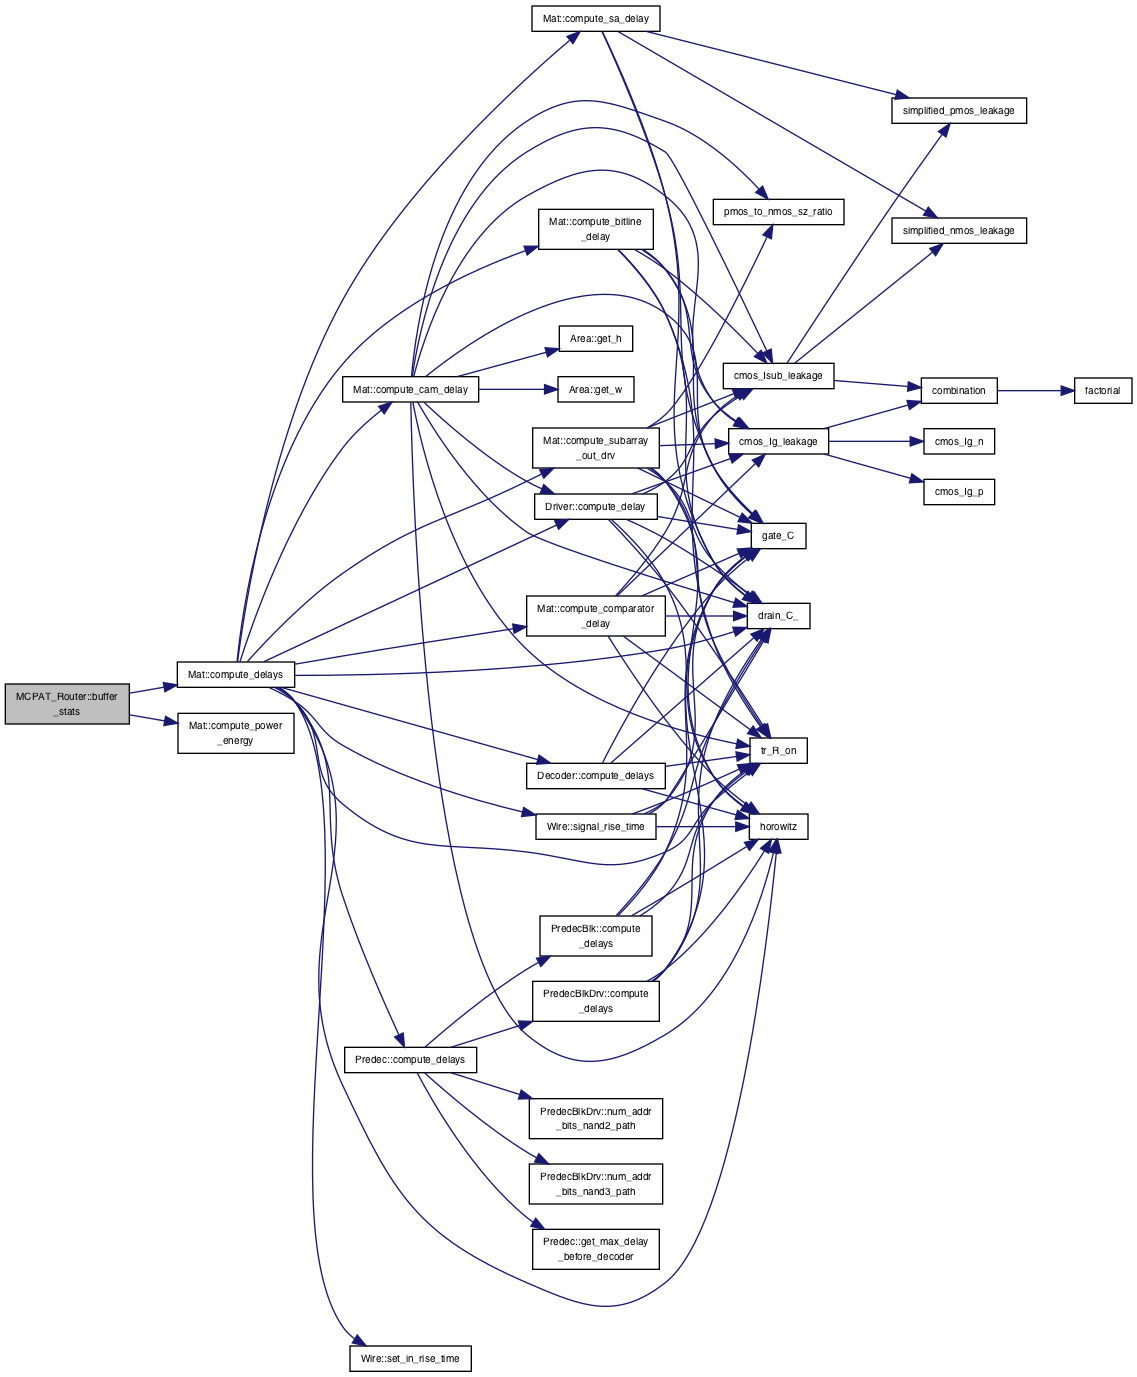 Mat::compute_sa_delay
simplified_pmos_leakage
pmos_to_nmos_sz_ratio
Mat::compute_bitline
_delay
simplified_nmos_leakage
Area::get_h
cmos_Isub_leakage
Mat::compute_cam_delay
Area::get_w
combination
factorial
Mat::compute_subarray
_out_drv
cmos_Ig_leakage
cmos_Ig_n
cmos_Ig_p
Driver::compute_delay
gate_C
Mat::compute_comparator
_delay
drain_C_
Mat::compute_delays
MCPAT_Router::buffer
_stats
Mat::compute_power
_energy
tr_R_on
Decoder::compute_delays
Wire::signal_rise_time
horowitz
PredecBlk::compute
_delays
PredecBlkDrv::compute
_delays
Predec::compute_delays
PredecBlkDrv::num_addr
_bits_nand2_path
PredecBlkDrv::num_addr
_bits_nand3_path
Predec::get_max_delay
_before_decoder
Wire::set_in_rise_time